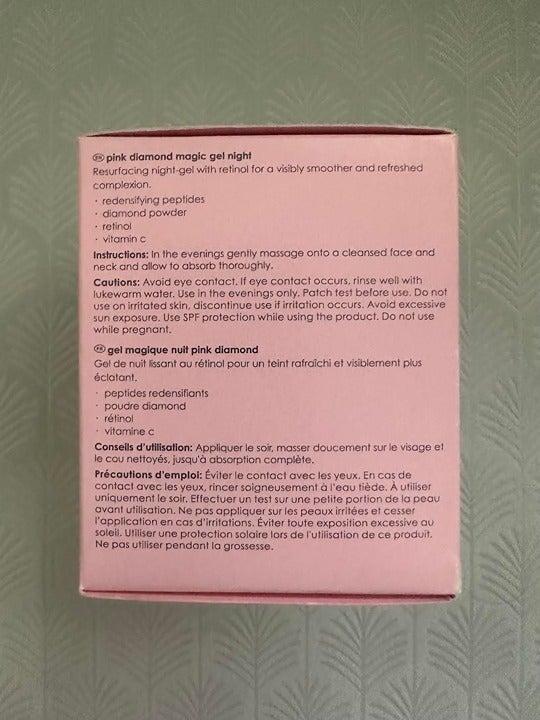 EN pink diamond magic gel night
Resurfacing night-gel with retinol for a visibly smoother and refreshed
complexion.
· redensifying peptides
· diamond powder
· retinol
· vitamin c
Instructions: In the evenings gently massage onto a cleansed face and
neck and allow to absorb thoroughly.
Cautions: Avoid eye contact. If eye contact occurs, rinse well with
lukewarm water. Use in the evenings only. Patch test before use. Do not
use on irritated skin, discontinue use if irritation occurs. Avoid excessive
sun exposure. Use SPF protection while using the product. Do not use
while pregnant.
FR gel magique nuit pink diamond
Gel de nuit lissant au rétinol pour un teint rafraîchi et visiblement plus
éclatant.
· peptides redensifiants
· poudre diamond
· rétinol
· vitamine c
Conseils d'utilisation: Appliquer le soir, masser doucement sur le visage et
le cou nettoyés, jusqu'à absorption complète.
Précautions d'emploi: Éviter le contact avec les yeux. En cas de
contact avec les yeux, rincer soigneusement à l'eau tiède. À utiliser
uniquement le soir. Effectuer un test sur une petite portion de la peau
avant utilisation. Ne pas appliquer sur les peaux irritées et cesser
l'application en cas d'irritations. Éviter toute exposition excessive au
soleil. Utiliser une protection solaire lors de l'utilisation de ce produit.
Ne pas utiliser pendant la grossesse.